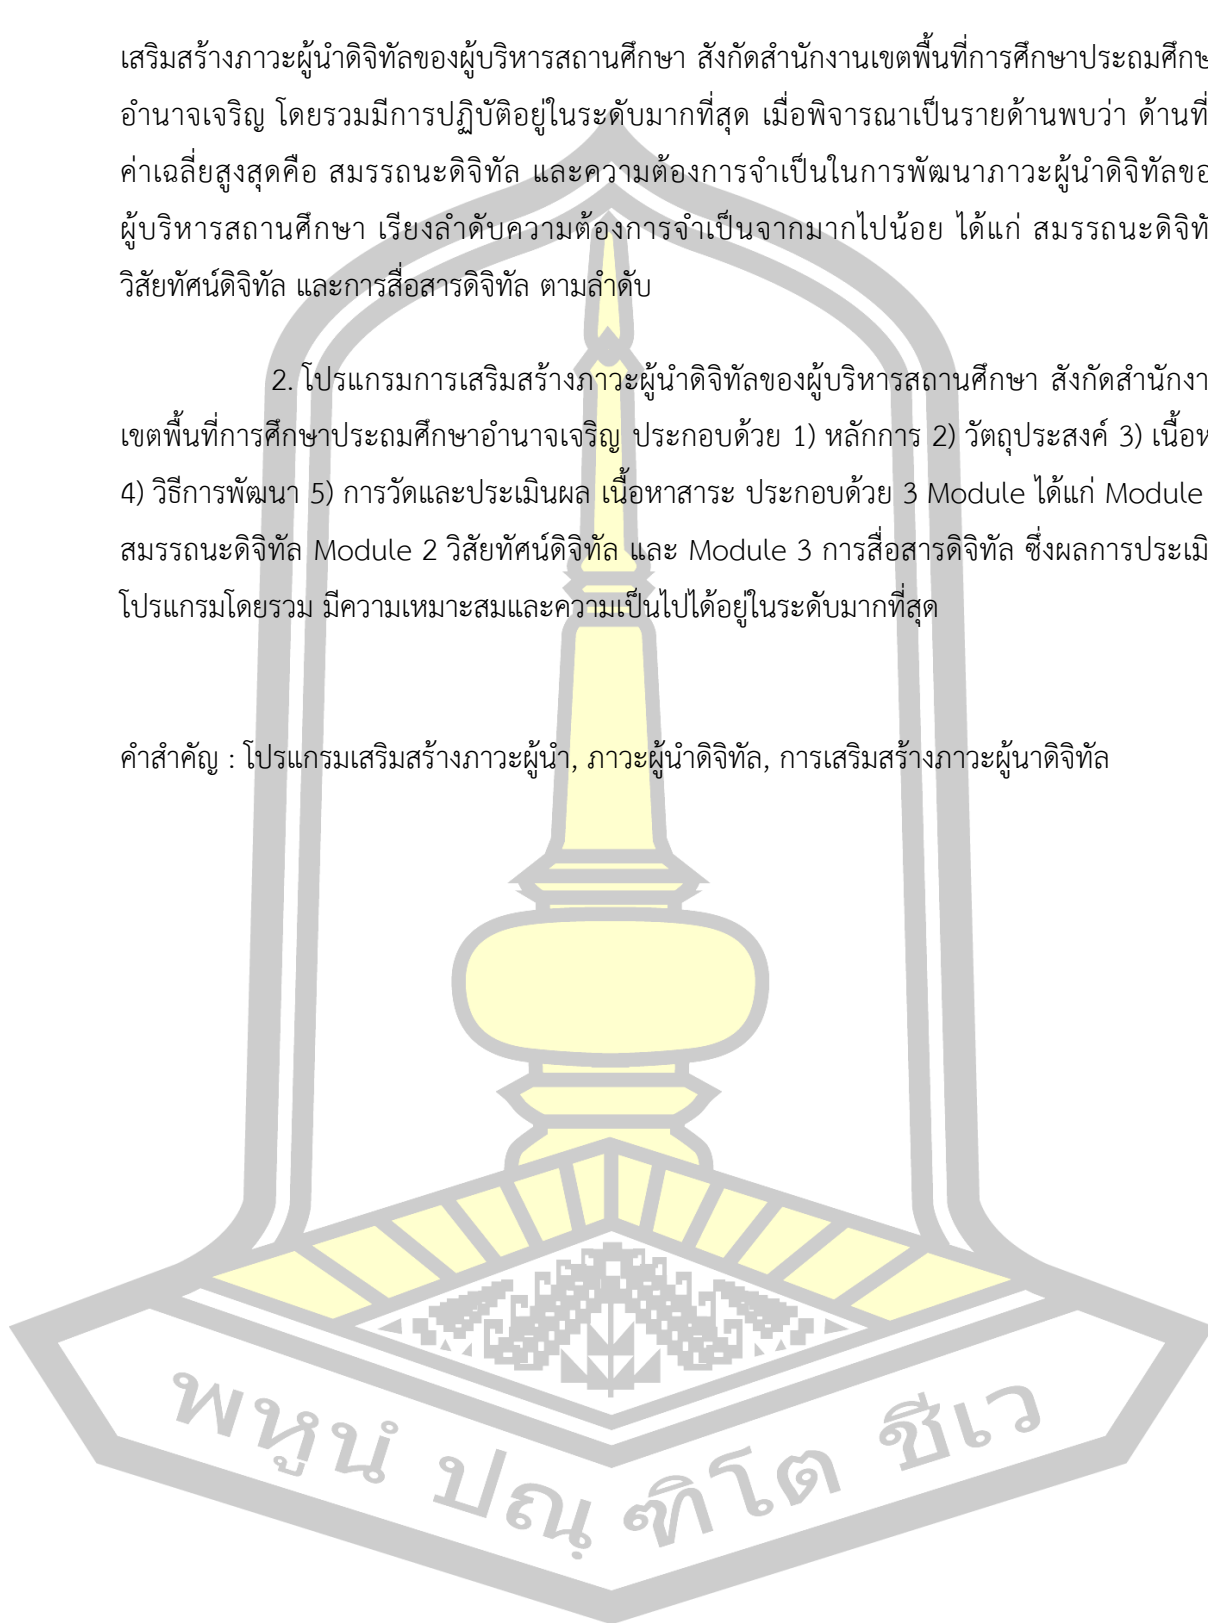 เสริมสร้างภาวะผู้นำดิจิทัลของผู้บริหารสถานศึกษา สังกัดสำนักงานเขตพื้นที่การศึกษาประถมศึกษ
อำนาจเจริญ โดยรวมมีการปฏิบัติอยู่ในระดับมากที่สุด เมื่อพิจารณาเป็นรายด้านพบว่า ด้านที่
ค่าเฉลี่ยสูงสุดคือ สมรรถนะดิจิทัล และความต้องการจำเป็นในการพัฒนาภาวะผู้นำดิจิทัลขอ
ผู้บริหารสถานศึกษา เรียงลำดับความต้องการจำเป็นจากมากไปน้อย ได้แก่ สมรรถนะดิจิทั
วิสัยทัศน์ดิจิทัล และการสื่อสารดิจิทัล ตามลำดับ
2. โปรแกรมการเสริมสร้างภาวะผู้นำดิจิทัลของผู้บริหารสถานศึกษา สังกัดสำนักงา
เขตพื้นที่การศึกษาประถมศึกษาอำนาจเจริญ ประกอบด้วย 1) หลักการ 2) วัตถุประสงค์ 3) เนื้อห
4) วิธีการพัฒนา 5) การวัดและประเมินผล เนื้อหาสาระ ประกอบด้วย 3 Module ได้แก่ Module
สมรรถนะดิจิทัล Module 2 วิสัยทัศน์ดิจิทัล และ Module 3 การสื่อสารดิจิทัล ซึ่งผลการประเมิ
โปรแกรมโดยรวม มีความเหมาะสมและความเป็นไปได้อยู่ในระดับมากที่สุด
คำสำคัญ : โปรแกรมเสริมสร้างภาวะผู้นำ, ภาวะผู้นำดิจิทัล, การเสริมสร้างภาวะผู้นาดิจิทัล
พหูนํ ปณฺฑิโต ชีเว